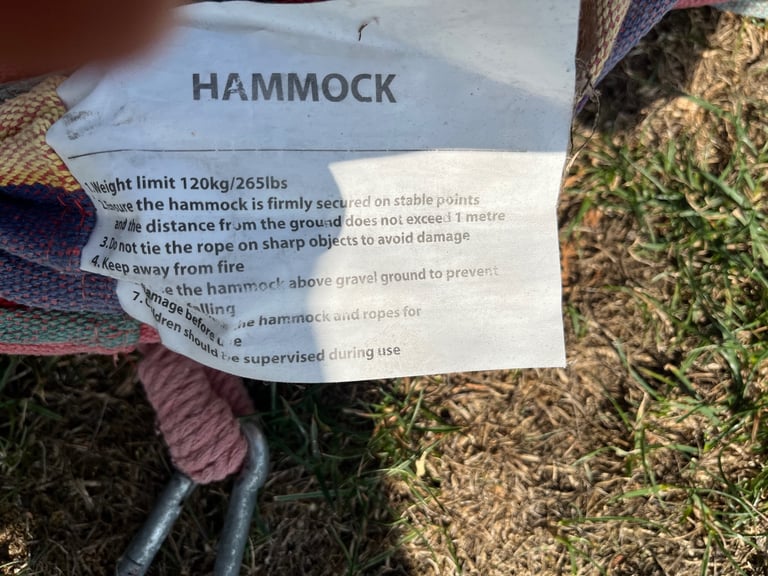 HAMMOCK
1.Weight limit 120kg/265lbs
2.Ensure the hammock is firmly secured on stable points
and the distance from the ground does not exceed 1 metre
3.Do not tie the rope on sharp objects to avoid damage
4.Keep away from fire
the hammock above gravel ground to prevent
falling
the hammock and ropes for
damage before use
7. Children should be supervised during use